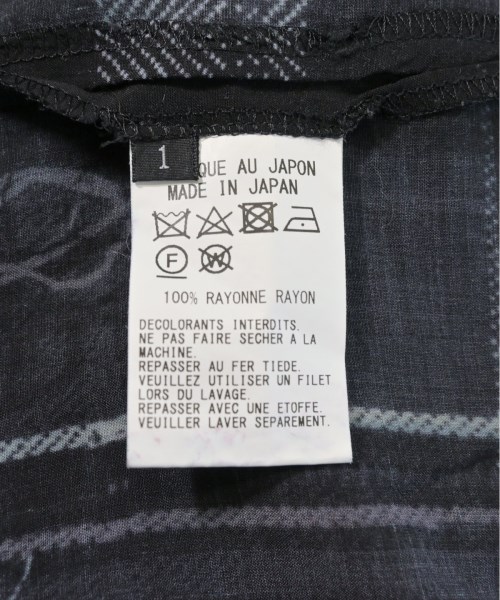 1
QUE AU JAPON
MADE IN JAPAN
F W
100% RAYONNE RAYON
DECOLORANTS INTERDITS.
NE PAS FAIRE SECHER A LA
MACHINE.
REPASSER AU FER TIEDE.
VEUILLEZ UTILISER UN FILET
LORS DU LAVAGE.
REPASSER AVEC UNE ETOFFE.
VEUILLER LAVER SEPAREMENT.